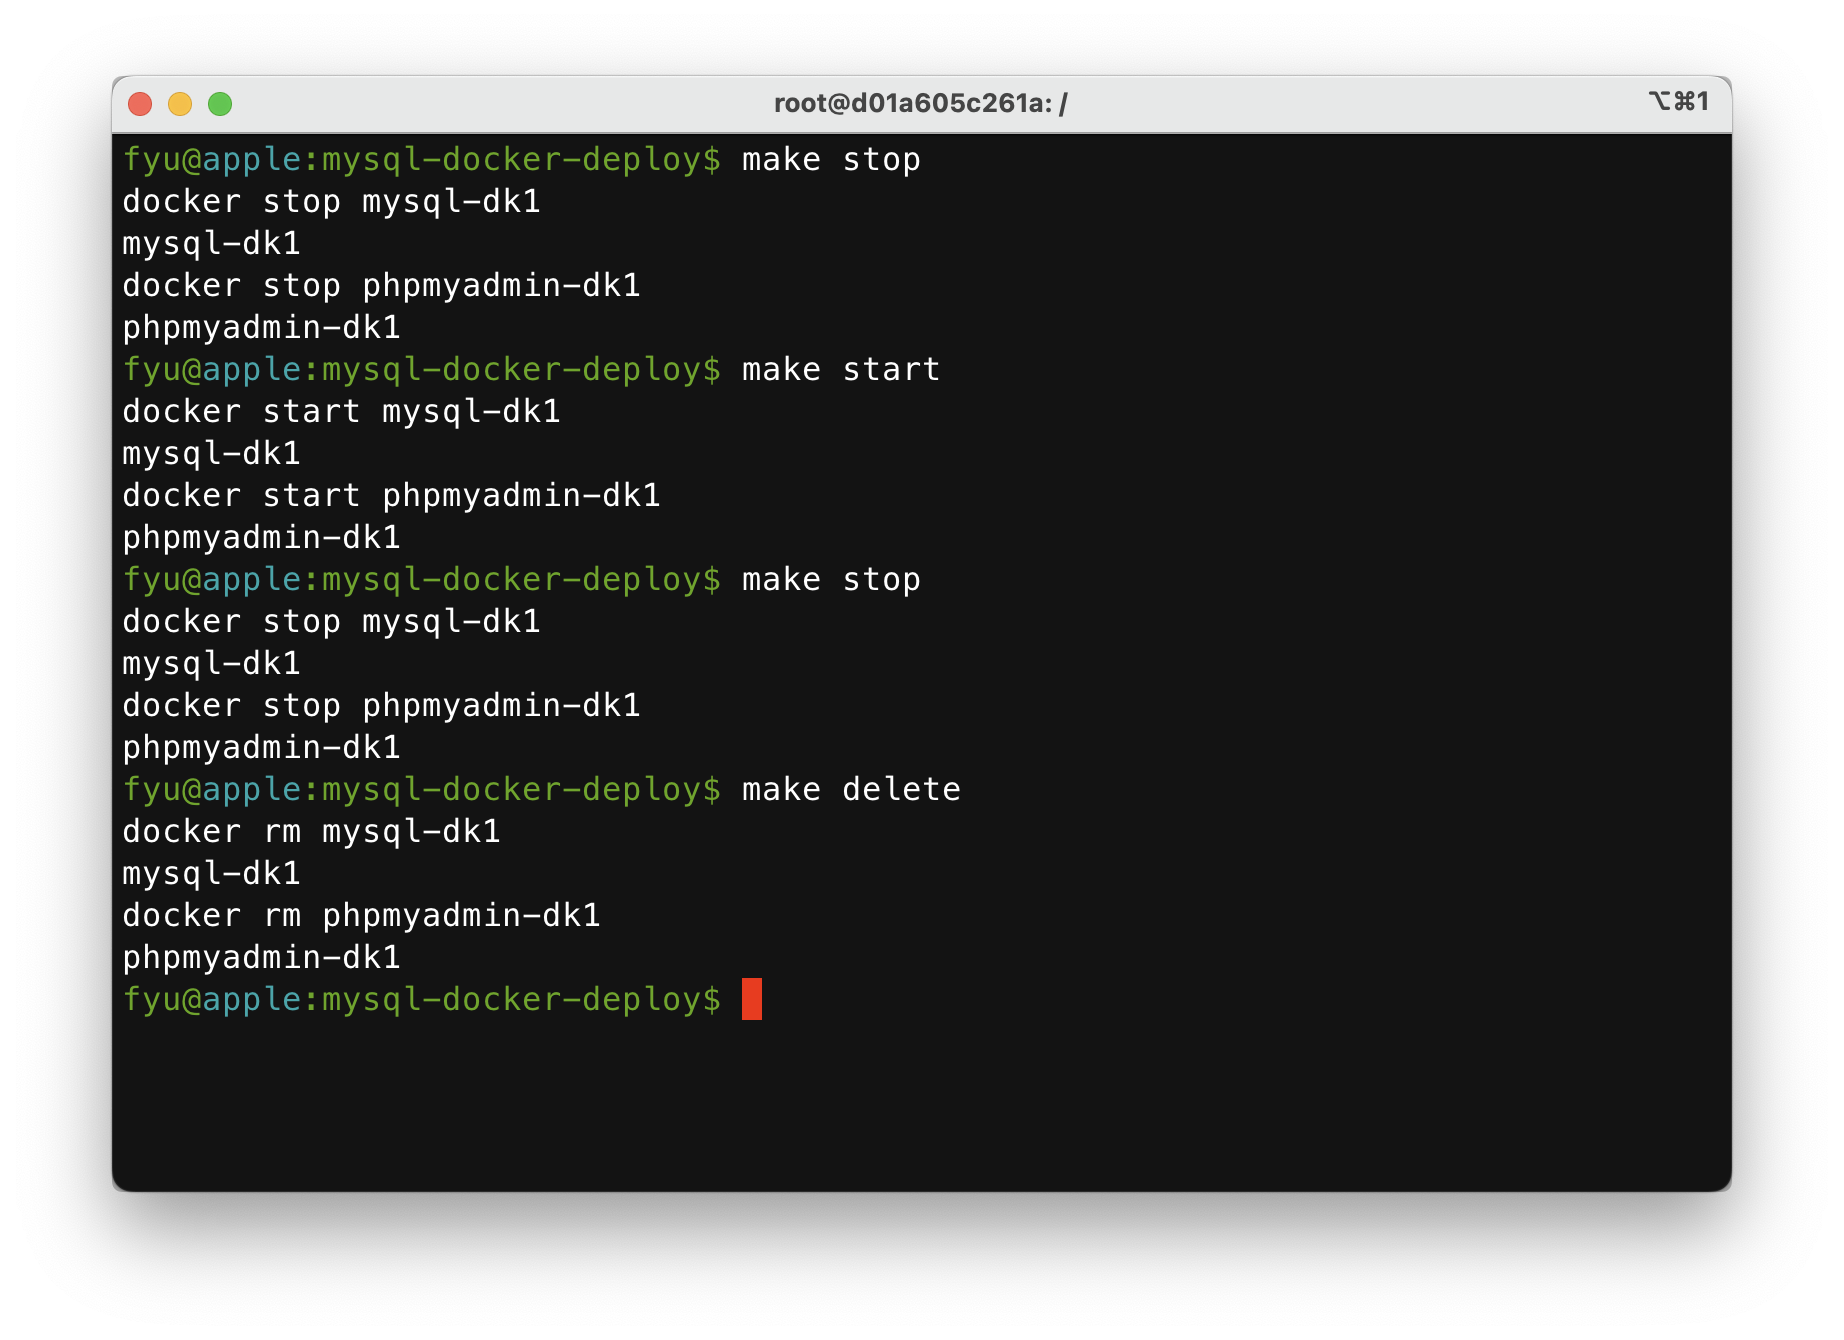 root@d01a605c261a: /
⌥⌘1
fyu@apple:mysql-docker-deploy$ make stop
docker stop mysql-dk1
mysql-dk1
docker stop phpmyadmin-dk1
phpmyadmin-dk1
fyu@apple:mysql-docker-deploy$ make start
docker start mysql-dk1
mysql-dk1
docker start phpmyadmin-dk1
phpmyadmin-dk1
fyu@apple:mysql-docker-deploy$ make stop
docker stop mysql-dk1
mysql-dk1
docker stop phpmyadmin-dk1
phpmyadmin-dk1
fyu@apple:mysql-docker-deploy$ make delete
docker rm mysql-dk1
mysql-dk1
docker rm phpmyadmin-dk1
phpmyadmin-dk1
fyu@apple:mysql-docker-deploy$